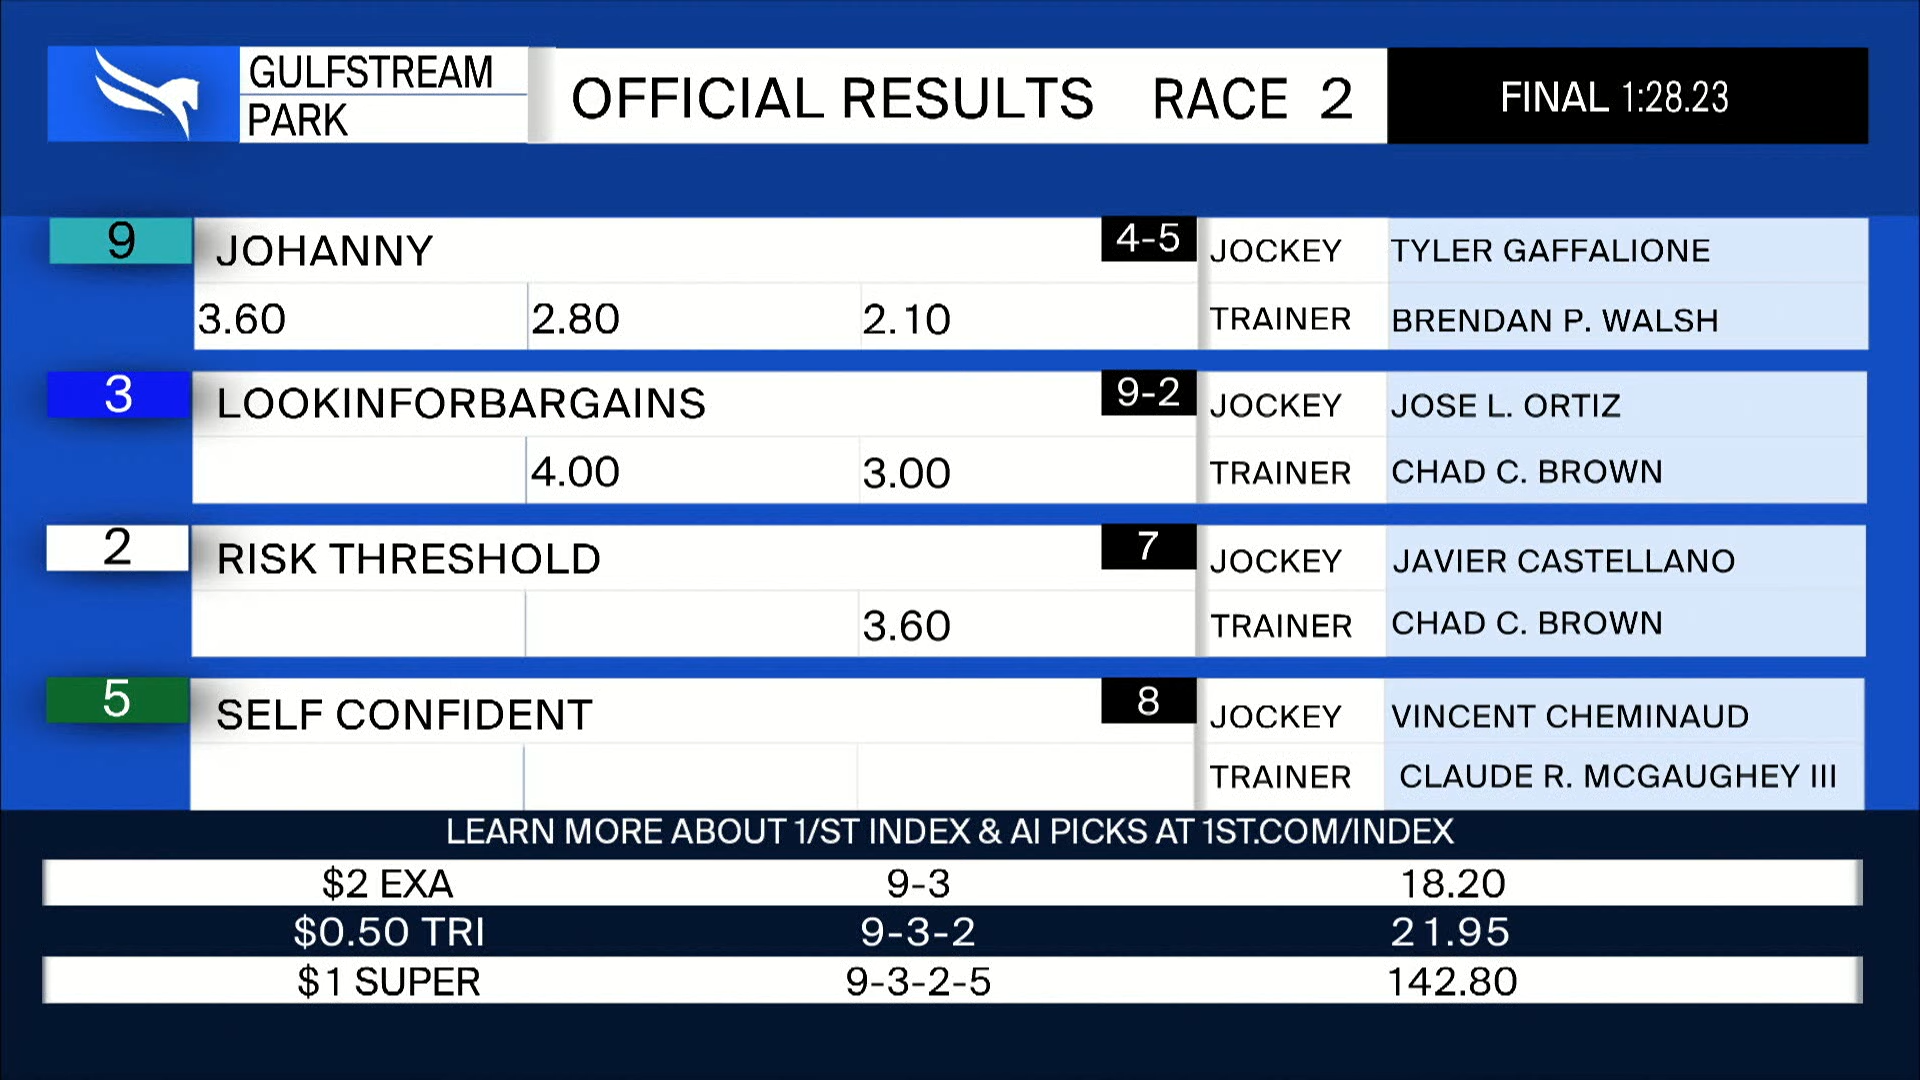 GULFSTREAM
PARK
OFFICIAL RESULTS RACE 2
FINAL 1:28.23
9 JOHANNY 4-5 JOCKEY TYLER GAFFALIONE
3.60 2.80 2.10 TRAINER BRENDAN P. WALSH
3 LOOKINFORBARGAINS 9-2 JOCKEY JOSE L. ORTIZ
4.00 3.00 TRAINER CHAD C. BROWN
2 RISK THRESHOLD 7 JOCKEY JAVIER CASTELLANO
3.60 TRAINER CHAD C. BROWN
5 SELF CONFIDENT 8 JOCKEY VINCENT CHEMINAUD
TRAINER CLAUDE R. MCGAUGHEY III
LEARN MORE ABOUT 1/ST INDEX & AI PICKS AT 1ST.COM/INDEX
$2 EXA 9-3 18.20
$0.50 TRI 9-3-2 21.95
$1 SUPER 9-3-2-5 142.80